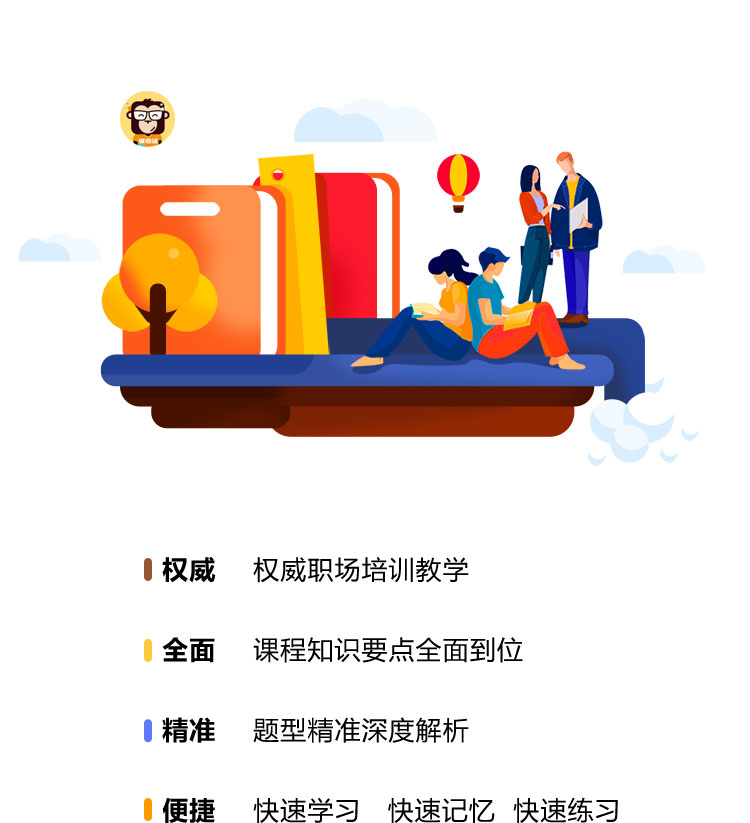 权威 权威职场培训教学
全面 课程知识要点全面到位
精准 题型精准深度解析
便捷 快速学习 快速记忆 快速练习